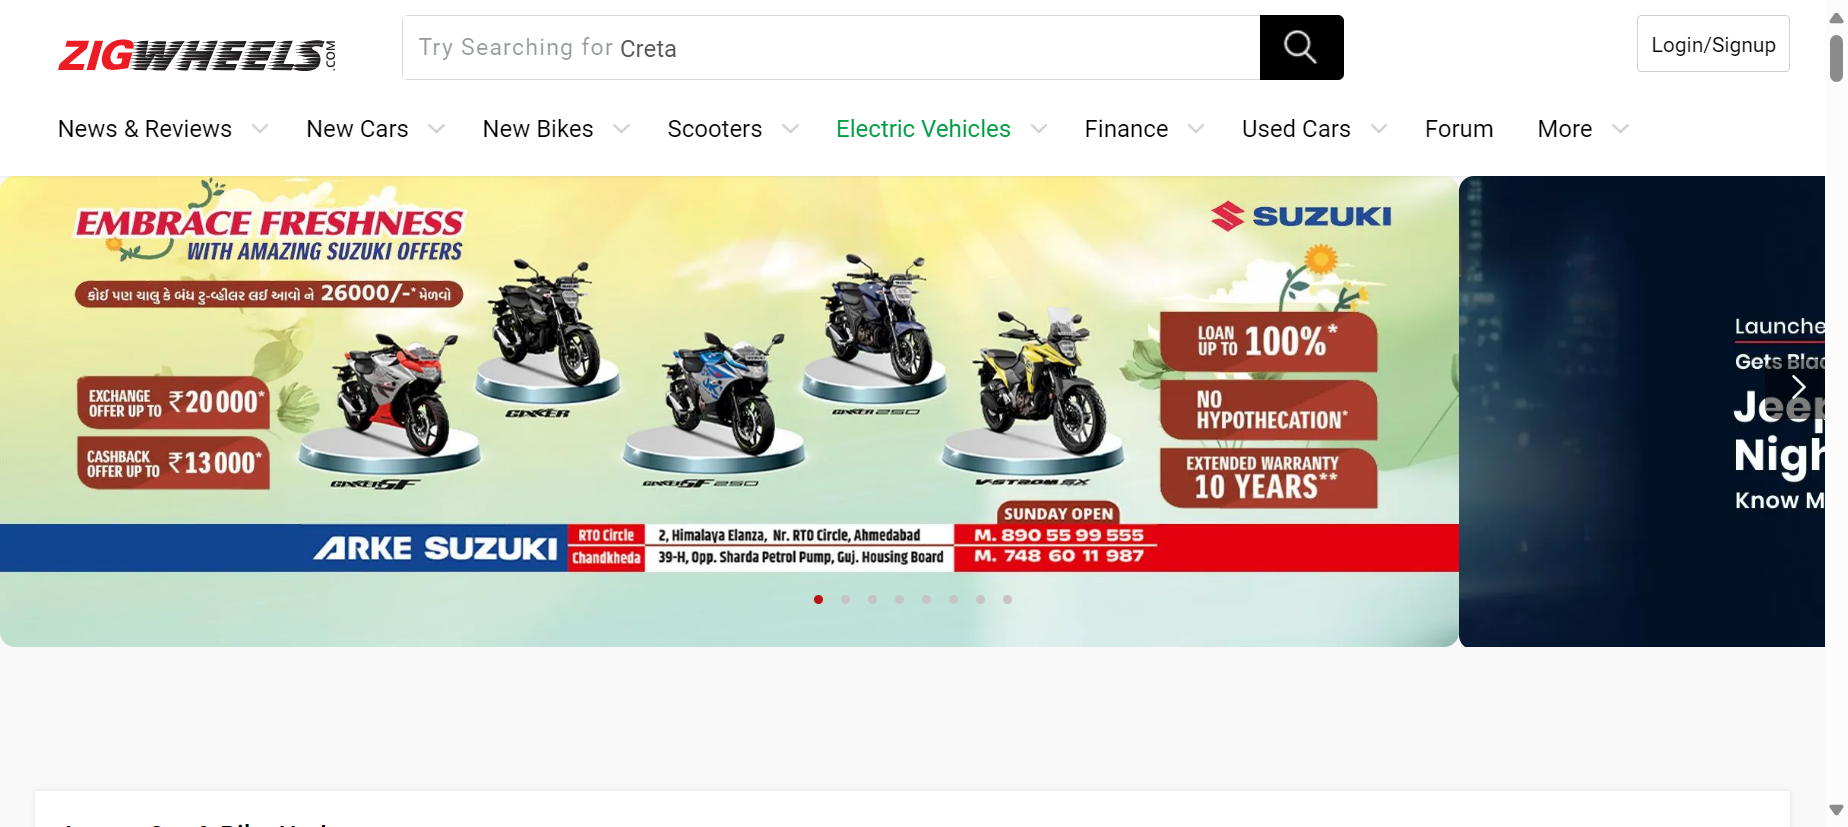 ZIGWHEELS.COM
Try Searching for Creta
Login/Signup
News & Reviews
New Cars
New Bikes
Scooters
Electric Vehicles
Finance
Used Cars
Forum
More
EMBRACE FRESHNESS
WITH AMAZING SUZUKI OFFERS
કોઈ પણ ચાલુ કે બંધ ટુ-વ્હીલર લઈ આવો ને 26000/-* મેળવો
SUZUKI
EXCHANGE
OFFER UP TO ₹20000*
CASHBACK
OFFER UP TO ₹13000*
GIXXER
GIXXER 250
GIXXER SF
GIXXER SF 250
V-STROM SX
LOAN
UP TO 100%*
NO
HYPOTHECATION*
EXTENDED WARRANTY
10 YEARS**
SUNDAY OPEN
ARKE SUZUKI
RTO Circle 2, Himalaya Elanza, Nr. RTO Circle, Ahmedabad M. 890 55 99 555
Chandkheda 39-H, Opp. Sharda Petrol Pump, Guj. Housing Board M. 748 60 11 987
Launche
Gets Blac
Jeep
Nigh
Know M